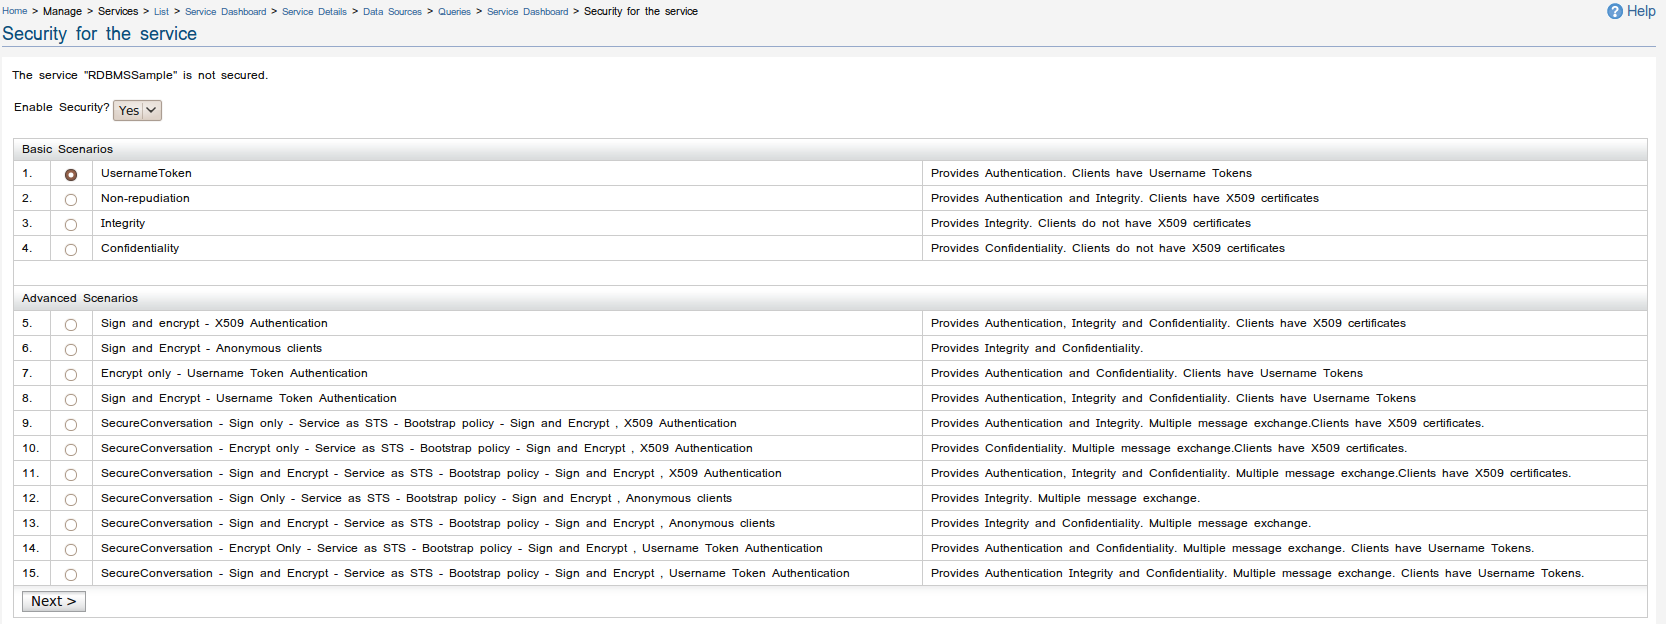 Home > Manage > Services > List > Service Dashboard > Service Details > Data Sources > Queries > Service Dashboard > Security for the service
? Help
Security for the service
The service "RDBMSSample" is not secured.
Enable Security? Yes
Basic Scenarios
1. UsernameToken Provides Authentication. Clients have Username Tokens
2. Non-repudiation Provides Authentication and Integrity. Clients have X509 certificates
3. Integrity Provides Integrity. Clients do not have X509 certificates
4. Confidentiality Provides Confidentiality. Clients do not have X509 certificates
Advanced Scenarios
5. Sign and encrypt - X509 Authentication Provides Authentication, Integrity and Confidentiality. Clients have X509 certificates
6. Sign and Encrypt - Anonymous clients Provides Integrity and Confidentiality.
7. Encrypt only - Username Token Authentication Provides Authentication and Confidentiality. Clients have Username Tokens
8. Sign and Encrypt - Username Token Authentication Provides Authentication, Integrity and Confidentiality. Clients have Username Tokens
9. SecureConversation - Sign only - Service as STS - Bootstrap policy - Sign and Encrypt , X509 Authentication Provides Authentication and Integrity. Multiple message exchange.Clients have X509 certificates.
10. SecureConversation - Encrypt only - Service as STS - Bootstrap policy - Sign and Encrypt , X509 Authentication Provides Confidentiality. Multiple message exchange.Clients have X509 certificates.
11. SecureConversation - Sign and Encrypt - Service as STS - Bootstrap policy - Sign and Encrypt , X509 Authentication Provides Authentication, Integrity and Confidentiality. Multiple message exchange.Clients have X509 certificates.
12. SecureConversation - Sign Only - Service as STS - Bootstrap policy - Sign and Encrypt , Anonymous clients Provides Integrity. Multiple message exchange.
13. SecureConversation - Sign and Encrypt - Service as STS - Bootstrap policy - Sign and Encrypt , Anonymous clients Provides Integrity and Confidentiality. Multiple message exchange.
14. SecureConversation - Encrypt Only - Service as STS - Bootstrap policy - Sign and Encrypt , Username Token Authentication Provides Authentication and Confidentiality. Multiple message exchange. Clients have Username Tokens.
15. SecureConversation - Sign and Encrypt - Service as STS - Bootstrap policy - Sign and Encrypt , Username Token Authentication Provides Authentication Integrity and Confidentiality. Multiple message exchange. Clients have Username Tokens.
Next >